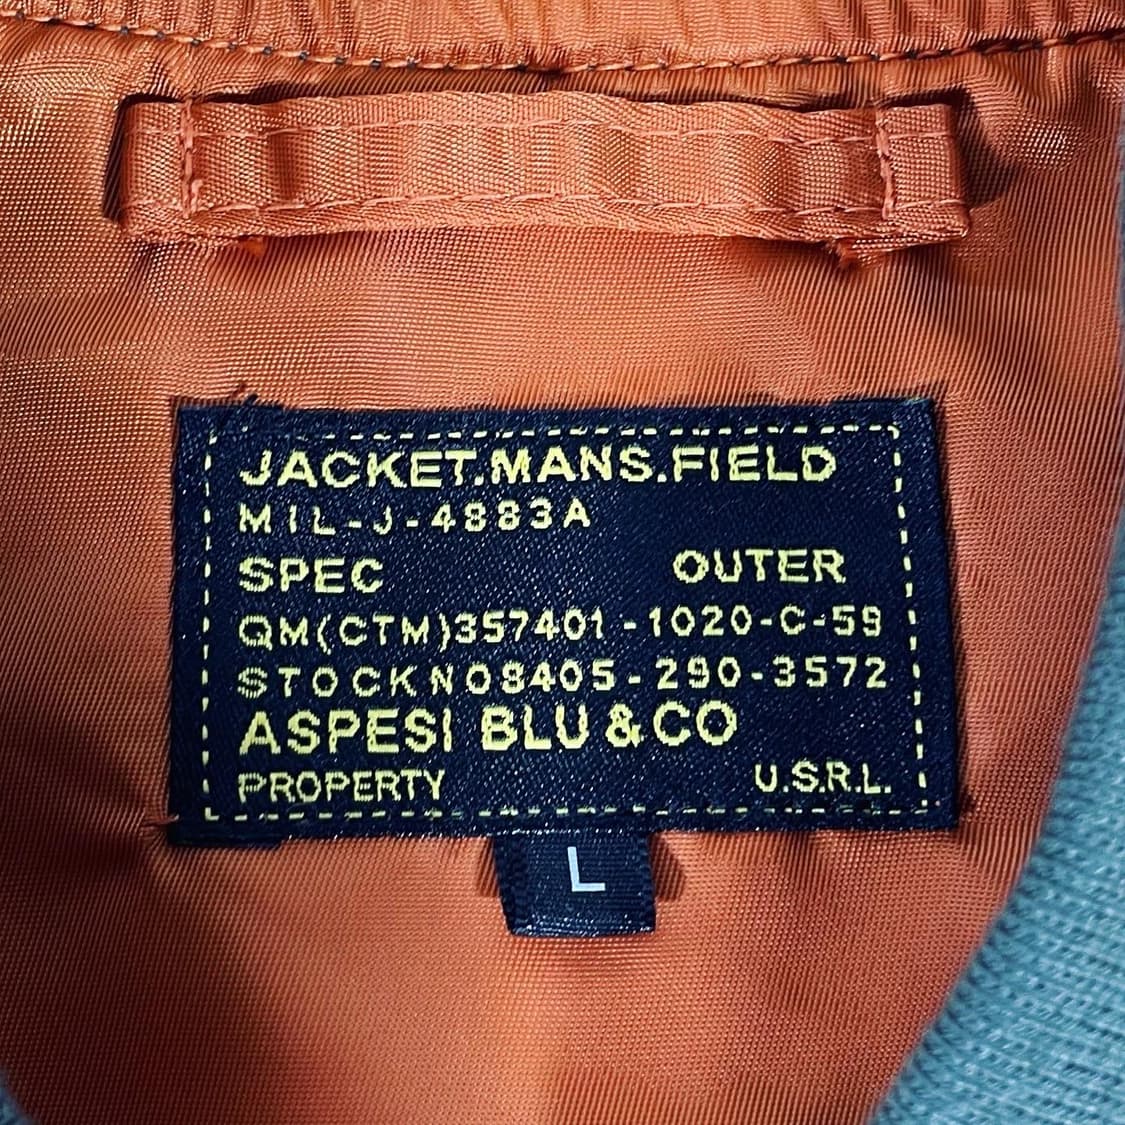 JACKET.MANS.FIELD
MIL-J-4883A
SPEC OUTER
QM(CTM)357401-1020-C-59
STOCKNO8405-290-3572
ASPESI BLU & CO
PROPERTY U.S.R.L.
L